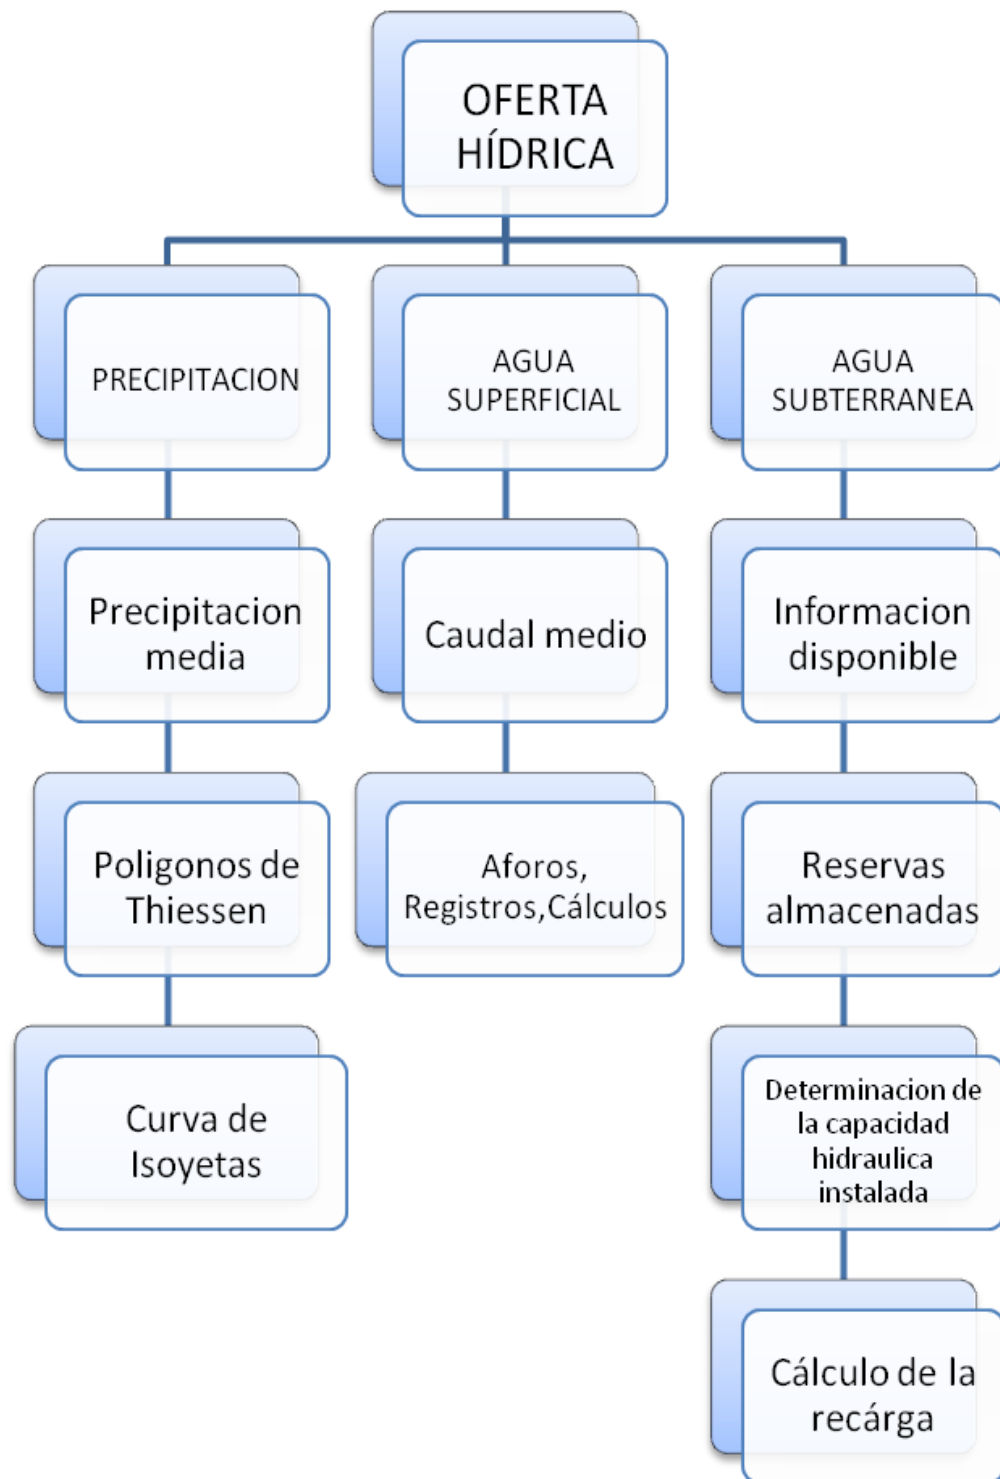 OFERTA
HÍDRICA
PRECIPITACION
AGUA
SUPERFICIAL
AGUA
SUBTERRANEA
Precipitacion
media
Caudal medio
Informacion
disponible
Poligonos de
Thiessen
Aforos,
Registros,Cálculos
Reservas
almacenadas
Curva de
Isoyetas
Determinacion de
la capacidad
hidraulica
instalada
Cálculo de la
recárga